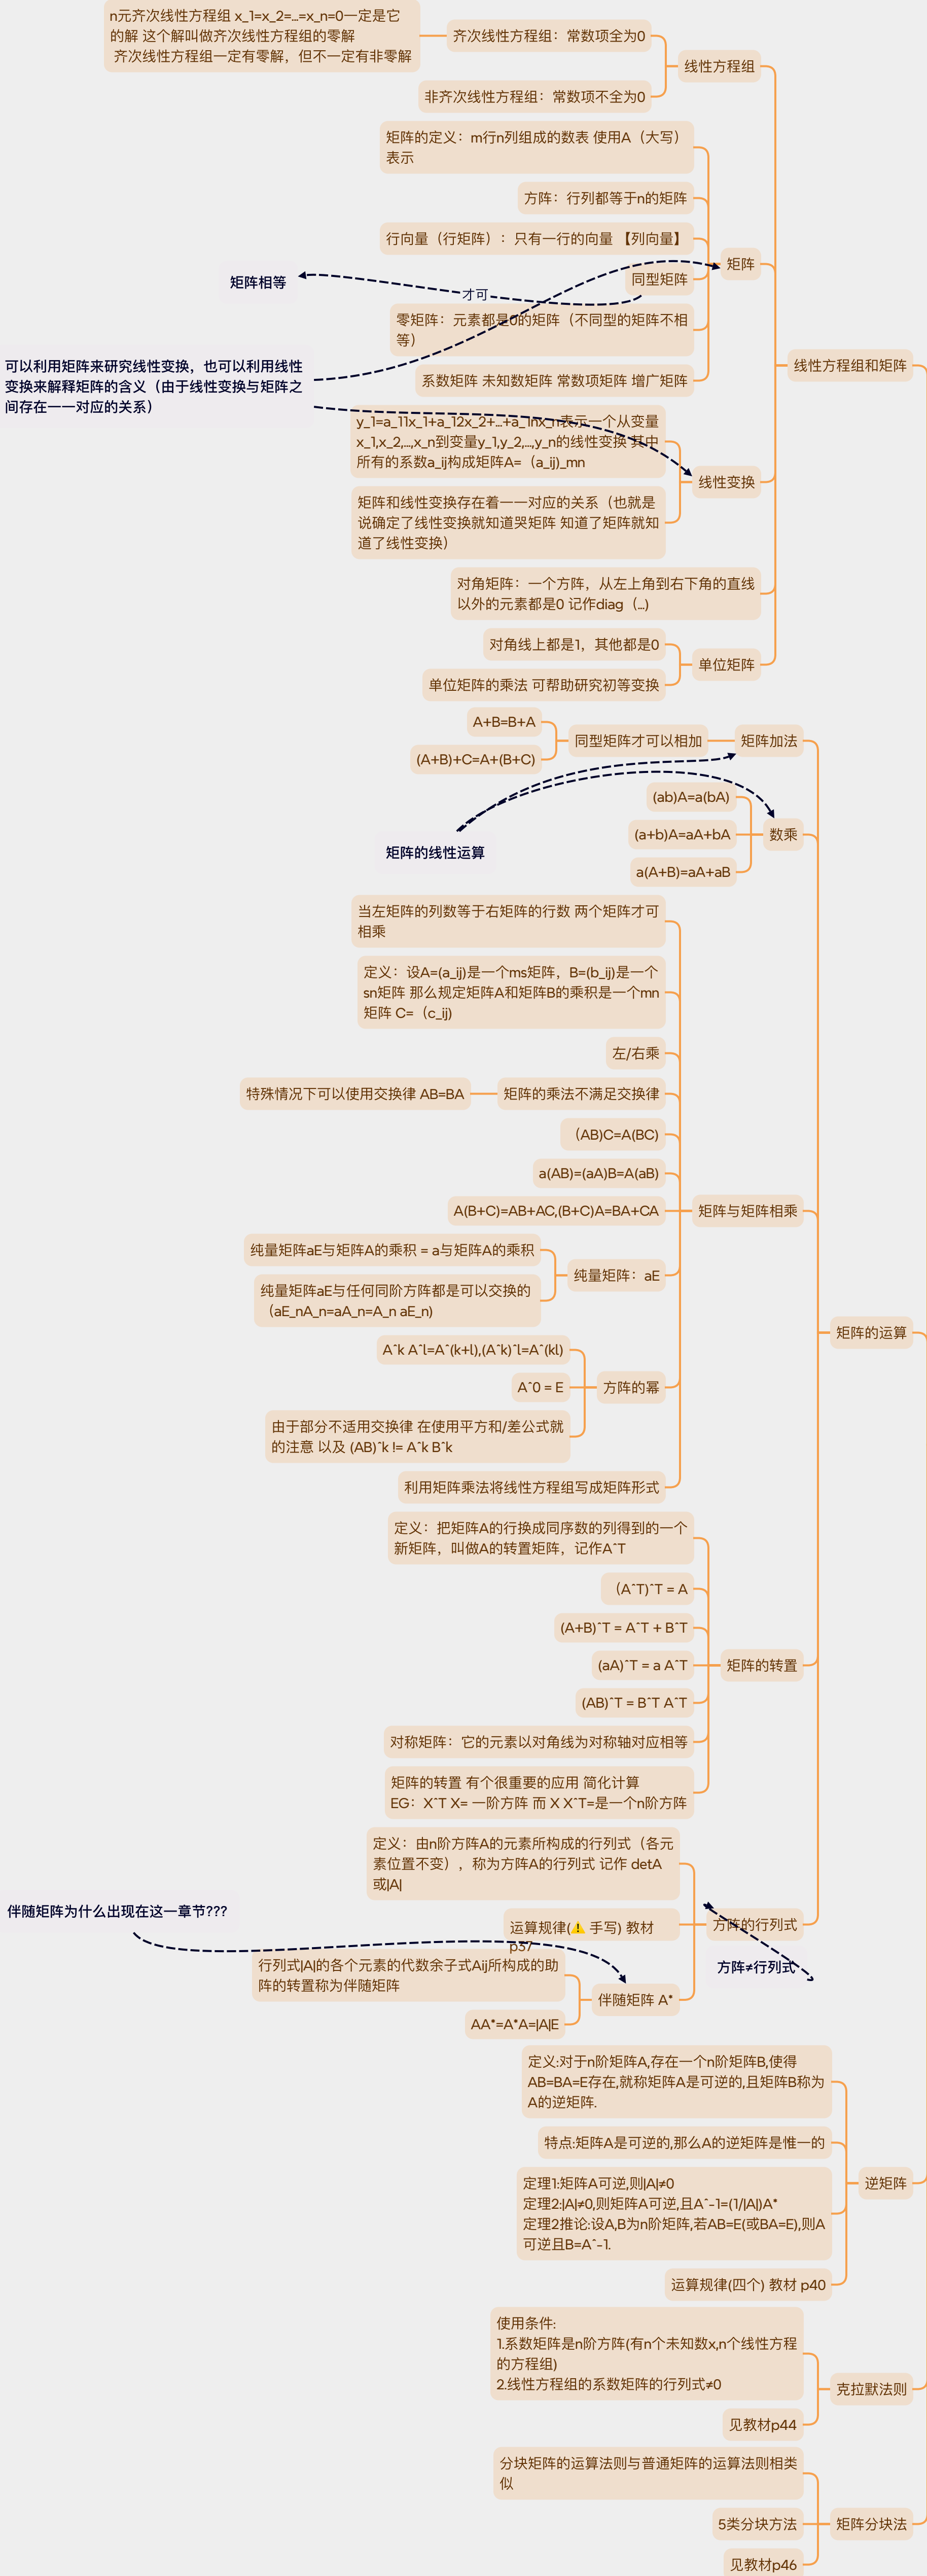 n元齐次线性方程组 x_1=x_2=...=x_n=0一定是它
的解 这个解叫做齐次线性方程组的零解
齐次线性方程组一定有零解，但不一定有非零解
齐次线性方程组：常数项全为0
非齐次线性方程组：常数项不全为0
线性方程组
矩阵的定义：m行n列组成的数表 使用A（大写）
表示
方阵：行列都等于n的矩阵
行向量（行矩阵）：只有一行的向量 【列向量】
矩阵
同型矩阵
矩阵相等
才可
零矩阵：元素都是0的矩阵（不同型的矩阵不相
等）
系数矩阵 未知数矩阵 常数项矩阵 增广矩阵
可以利用矩阵来研究线性变换，也可以利用线性
变换来解释矩阵的含义（由于线性变换与矩阵之
间存在一一对应的关系）
线性方程组和矩阵
y_1=a_11x_1+a_12x_2+...+a_1nx_n表示一个从变量
x_1,x_2,...,x_n到变量y_1,y_2,...,y_n的线性变换 其中
所有的系数a_ij构成矩阵A=（a_ij)_mn
线性变换
矩阵和线性变换存在着一一对应的关系（也就是
说确定了线性变换就知道哭矩阵 知道了矩阵就知
道了线性变换）
对角矩阵：一个方阵，从左上角到右下角的直线
以外的元素都是0 记作diag（...)
对角线上都是1，其他都是0
单位矩阵
单位矩阵的乘法 可帮助研究初等变换
A+B=B+A
同型矩阵才可以相加
矩阵加法
(A+B)+C=A+(B+C)
(ab)A=a(bA)
(a+b)A=aA+bA
数乘
矩阵的线性运算
a(A+B)=aA+aB
当左矩阵的列数等于右矩阵的行数 两个矩阵才可
相乘
定义：设A=(a_ij)是一个ms矩阵，B=(b_ij)是一个
sn矩阵 那么规定矩阵A和矩阵B的乘积是一个mn
矩阵 C=（c_ij)
左/右乘
特殊情况下可以使用交换律 AB=BA
矩阵的乘法不满足交换律
（AB)C=A(BC)
a(AB)=(aA)B=A(aB)
A(B+C)=AB+AC,(B+C)A=BA+CA
矩阵与矩阵相乘
纯量矩阵aE与矩阵A的乘积 = a与矩阵A的乘积
纯量矩阵：aE
纯量矩阵aE与任何同阶方阵都是可以交换的
（aE_nA_n=aA_n=A_n aE_n)
矩阵的运算
A^k A^l=A^(k+l),(A^k)^l=A^(kl)
A^0 = E
方阵的幂
由于部分不适用交换律 在使用平方和/差公式就
的注意 以及 (AB)^k != A^k B^k
利用矩阵乘法将线性方程组写成矩阵形式
定义：把矩阵A的行换成同序数的列得到的一个
新矩阵，叫做A的转置矩阵，记作A^T
（A^T)^T = A
(A+B)^T = A^T + B^T
(aA)^T = a A^T
矩阵的转置
(AB)^T = B^T A^T
对称矩阵：它的元素以对角线为对称轴对应相等
矩阵的转置 有个很重要的应用 简化计算
EG：X^T X= 一阶方阵 而 X X^T=是一个n阶方阵
定义：由n阶方阵A的元素所构成的行列式（各元
素位置不变），称为方阵A的行列式 记作 detA
或|A|
伴随矩阵为什么出现在这一章节???
运算规律(⚠️ 手写) 教材
p37
方阵的行列式
方阵≠行列式
行列式|A|的各个元素的代数余子式Aij所构成的助
阵的转置称为伴随矩阵
伴随矩阵 A*
AA*=A*A=|A|E
定义:对于n阶矩阵A,存在一个n阶矩阵B,使得
AB=BA=E存在,就称矩阵A是可逆的,且矩阵B称为
A的逆矩阵.
特点:矩阵A是可逆的,那么A的逆矩阵是惟一的
逆矩阵
定理1:矩阵A可逆,则|A|≠0
定理2:|A|≠0,则矩阵A可逆,且A^-1=(1/|A|)A*
定理2推论:设A,B为n阶矩阵,若AB=E(或BA=E),则A
可逆且B=A^-1.
运算规律(四个) 教材 p40
使用条件:
1.系数矩阵是n阶方阵(有n个未知数x,n个线性方程
的方程组)
2.线性方程组的系数矩阵的行列式≠0
克拉默法则
见教材p44
分块矩阵的运算法则与普通矩阵的运算法则相类
似
5类分块方法
矩阵分块法
见教材p46